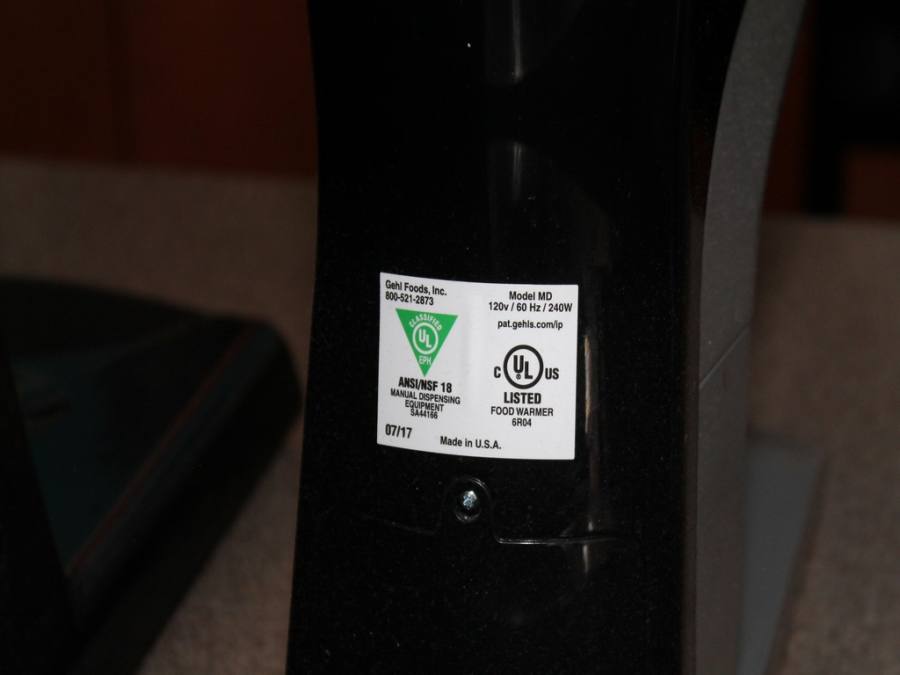 Gehl Foods, Inc.
800-521-2873
CLASSIFIED
UL
EPH
ANSI/NSF 18
MANUAL DISPENSING
EQUIPMENT
SA44166
07/17
Model MD
120v / 60 Hz / 240W
pat.gehls.com/ip
C UL US
LISTED
FOOD WARMER
6R04
Made in U.S.A.